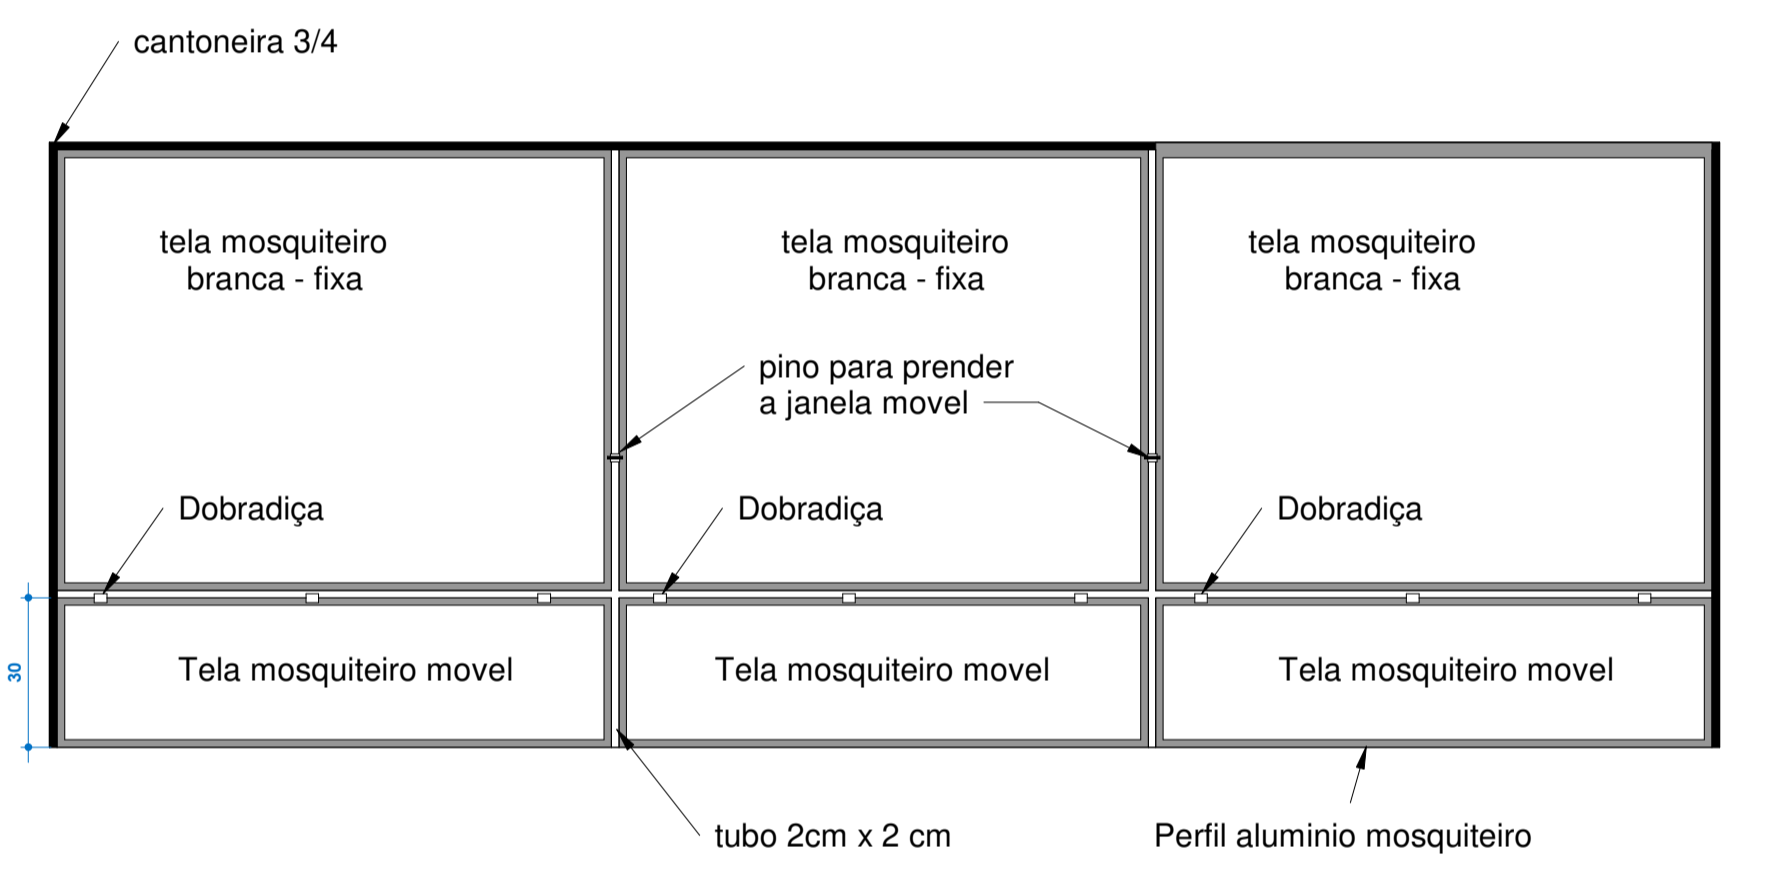 cantoneira 3/4
tela mosquiteiro
branca - fixa
tela mosquiteiro
branca - fixa
tela mosquiteiro
branca - fixa
pino para prender
a janela movel
Dobradiça
Dobradiça
Dobradiça
30
Tela mosquiteiro movel
Tela mosquiteiro movel
Tela mosquiteiro movel
tubo 2cm x 2 cm
Perfil aluminio mosquiteiro